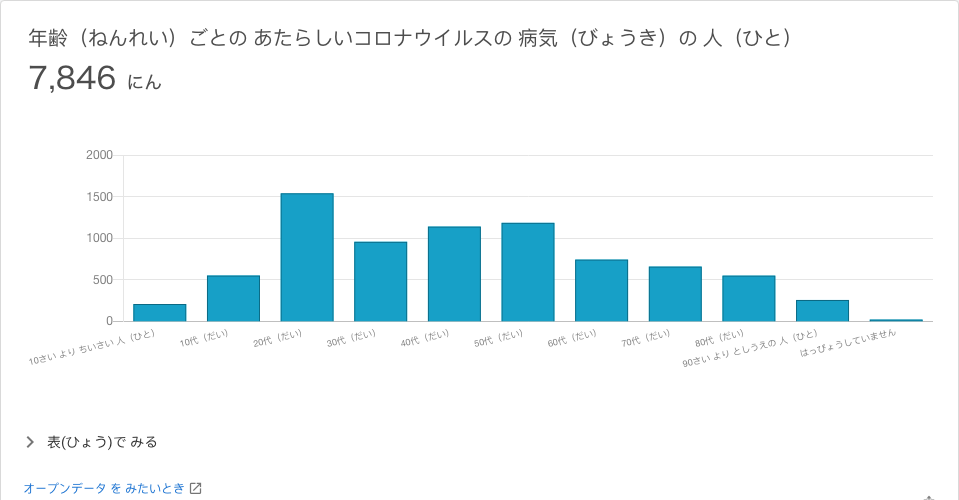 年齢（ねんれい）ごとの あたらしいコロナウイルスの 病気（びょうき）の 人（ひと）
7,846 にん
2000
1500
1000
500
0
10さい より ちいさい 人（ひと）
10代（だい）
20代（だい）
30代（だい）
40代（だい）
50代（だい）
60代（だい）
70代（だい）
80代（だい）
90さい より としうえの 人（ひと）
はっぴょうしていません
表(ひょう)で みる
オープンデータ を みたいとき